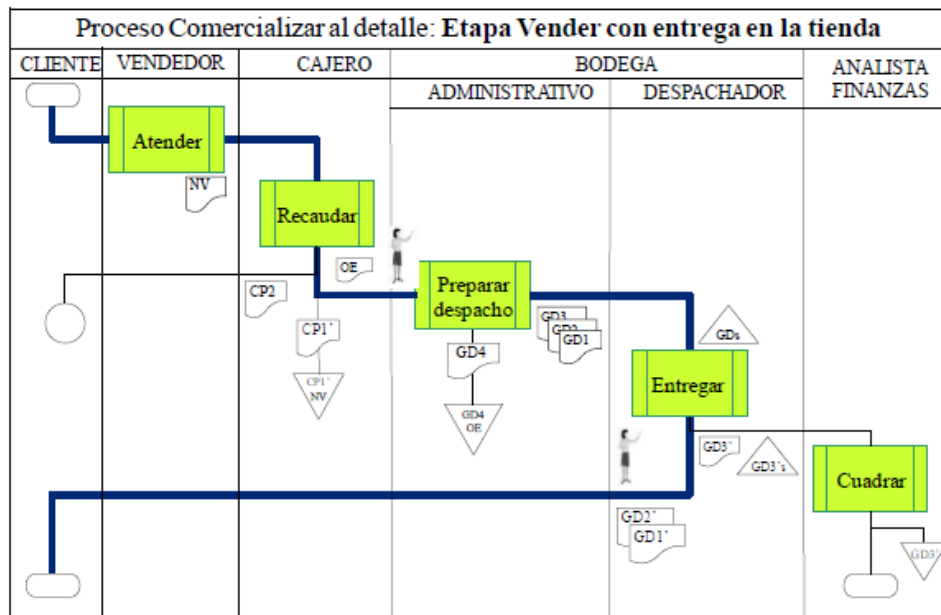 Proceso Comercializar al detalle: Etapa Vender con entrega en la tienda
CLIENTE
VENDEDOR
CAJERO
BODEGA
ADMINISTRATIVO
DESPACHADOR
ANALISTA
FINANZAS
Atender
NV
Recaudar
OE
CP2
CP1'
CP1'
NV
Preparar
despacho
GD3
GD2
GD1
GD4
GD4
OE
GDs
Entregar
GD3'
GD3's
GD2'
GD1'
Cuadrar
GD3'